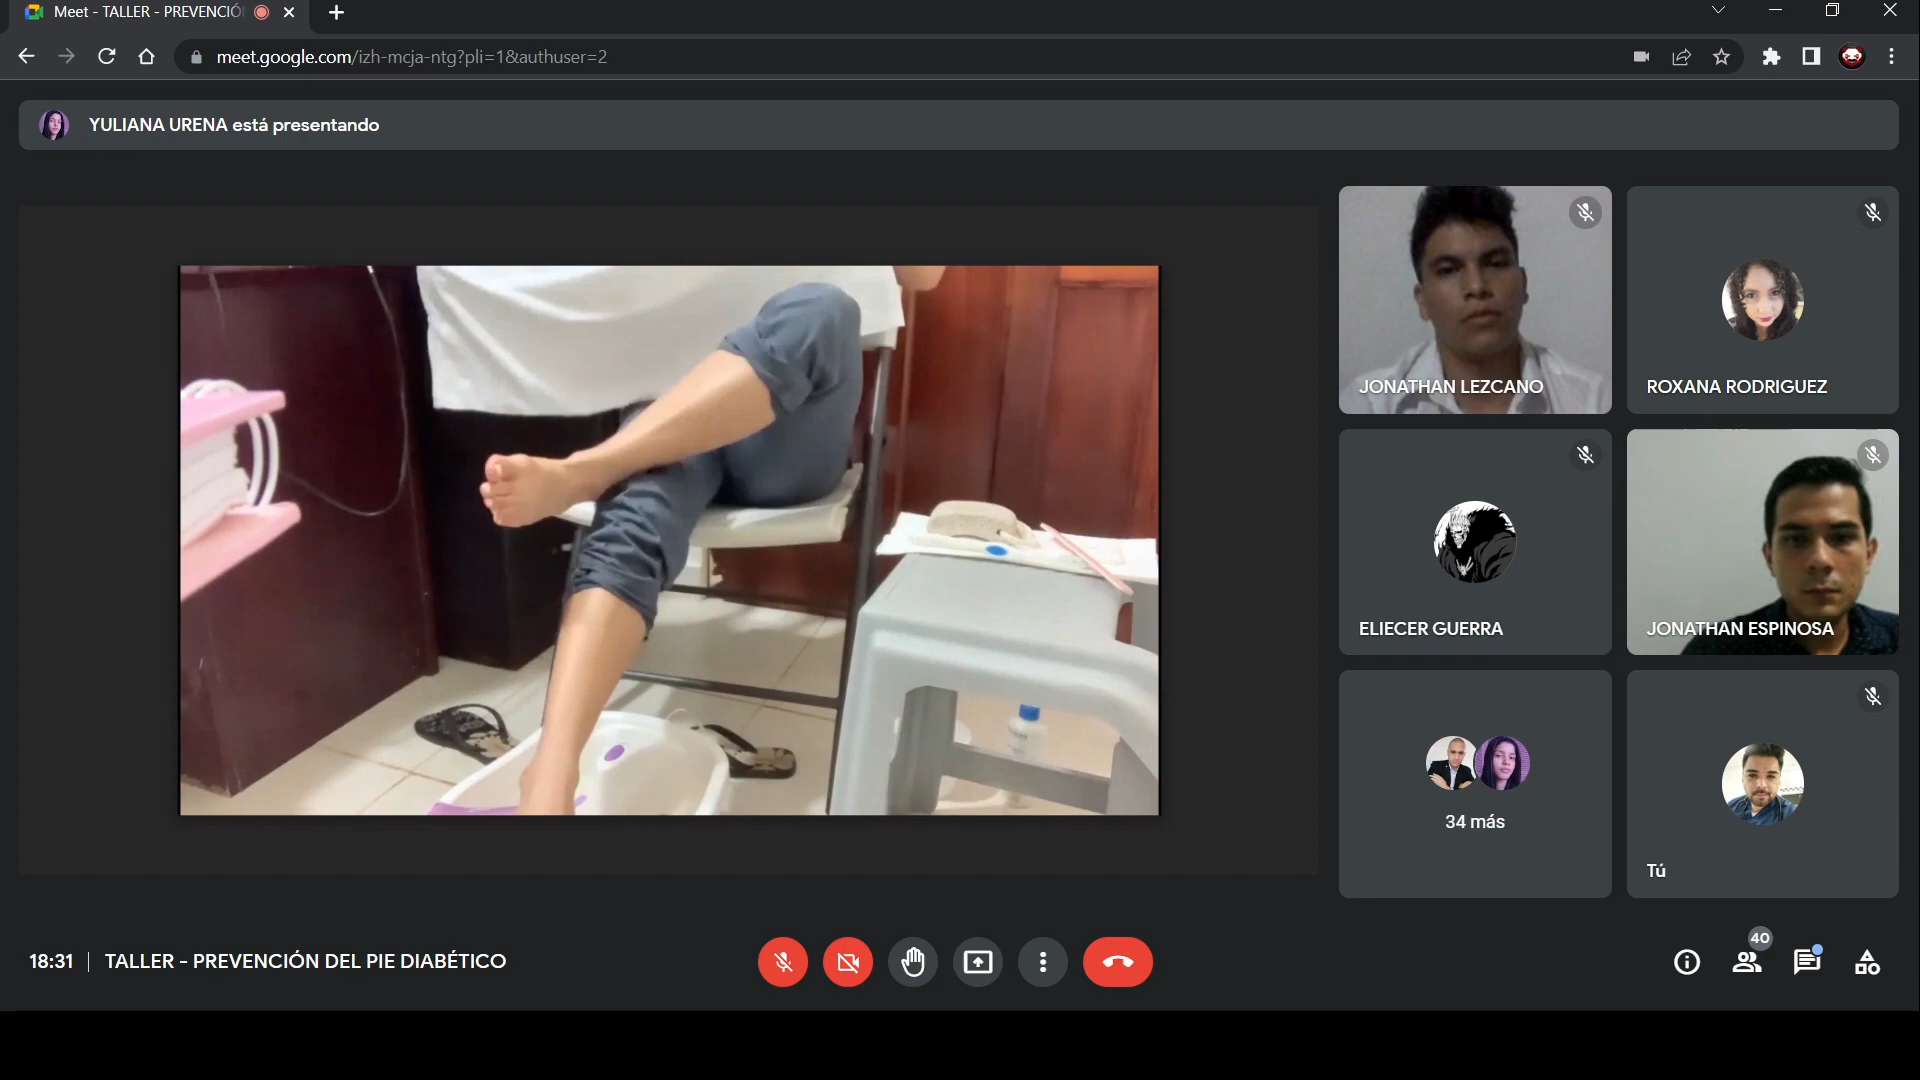 Meet - TALLER - PREVENCIÓN
meet.google.com/izh-mcja-ntg?pli=1&authuser=2
YULIANA URENA está presentando
JONATHAN LEZCANO
ROXANA RODRIGUEZ
ELIECER GUERRA
JONATHAN ESPINOSA
34 más
Tú
18:31 | TALLER - PREVENCIÓN DEL PIE DIABÉTICO
40